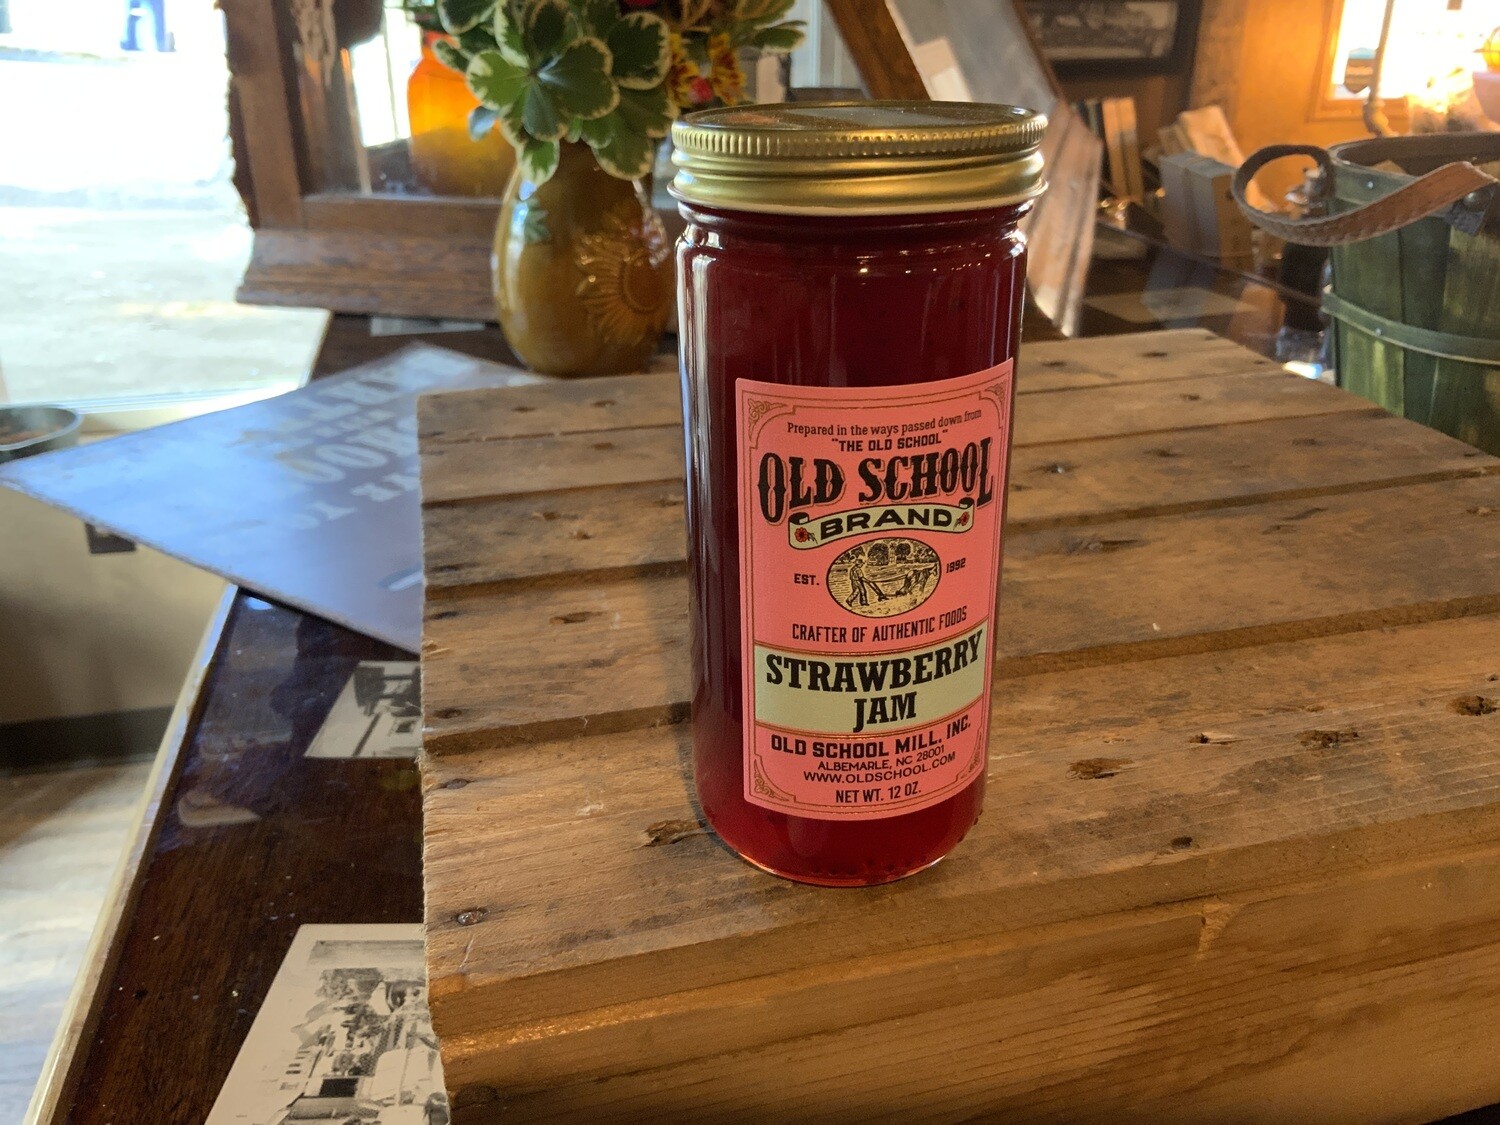 Prepared in the ways passed down from
"THE OLD SCHOOL"
OLD SCHOOL
BRAND
EST. 1992
CRAFTER OF AUTHENTIC FOODS
STRAWBERRY
JAM
OLD SCHOOL MILL, INC.
ALBEMARLE, NC 28001
WWW.OLDSCHOOL.COM
NET WT. 12 OZ.